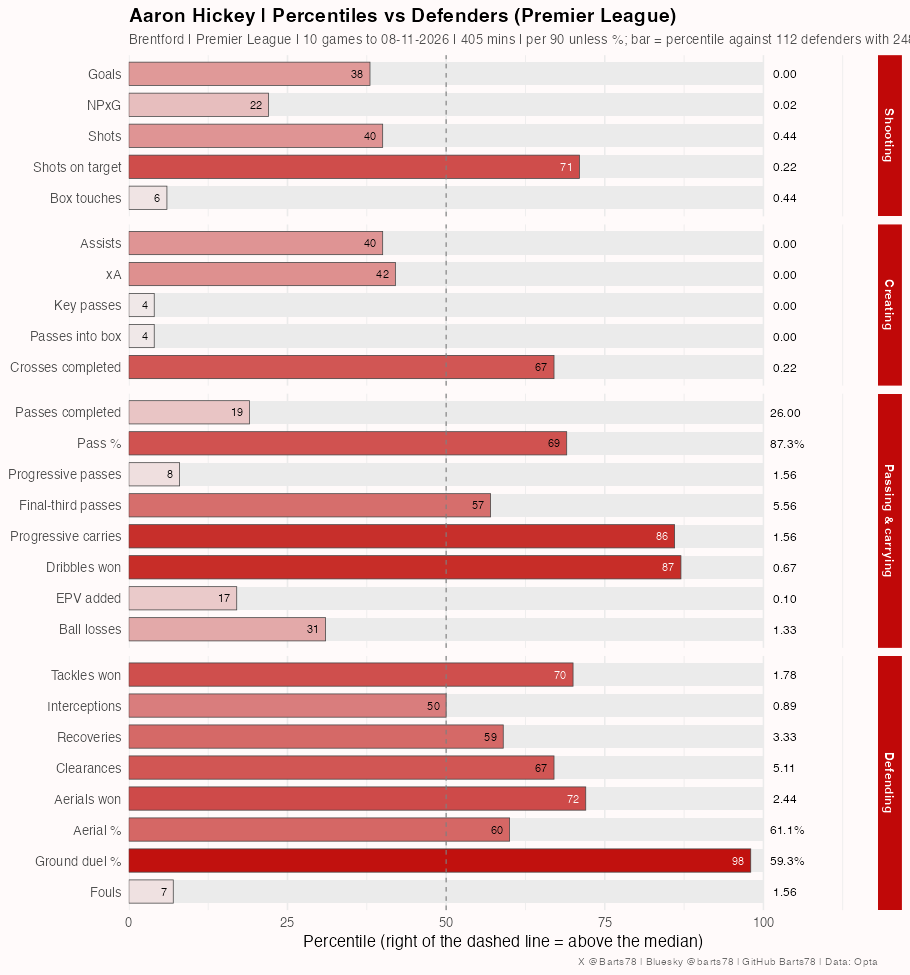 Aaron Hickey | Percentiles vs Defenders (Premier League)
Brentford | Premier League | 10 games to 08-11-2026 | 405 mins | per 90 unless %; bar = percentile against 112 defenders with 248
Goals 38 0.00
NPxG 22 0.02
Shots 40 0.44
Shots on target 71 0.22
Box touches 6 0.44
Shooting
Assists 40 0.00
xA 42 0.00
Key passes 4 0.00
Passes into box 4 0.00
Crosses completed 67 0.22
Creating
Passes completed 19 26.00
Pass % 69 87.3%
Progressive passes 8 1.56
Final-third passes 57 5.56
Progressive carries 86 1.56
Dribbles won 87 0.67
EPV added 17 0.10
Ball losses 31 1.33
Passing & carrying
Tackles won 70 1.78
Interceptions 50 0.89
Recoveries 59 3.33
Clearances 67 5.11
Aerials won 72 2.44
Aerial % 60 61.1%
Ground duel % 98 59.3%
Fouls 7 1.56
Defending
0 25 50 75 100
Percentile (right of the dashed line = above the median)
X @Barts78 | Bluesky @barts78 | GitHub Barts78 | Data: Opta